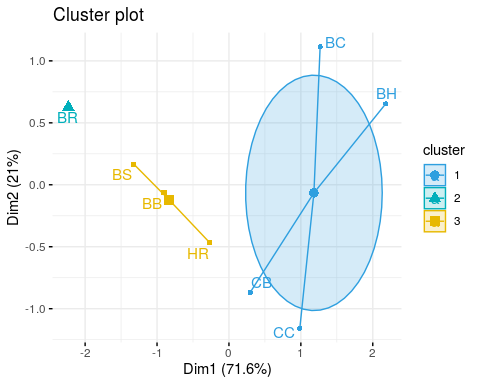 Cluster plot
BC
BH
BR
BS
BB
HR
CB
CC
1.0
0.5
0.0
-0.5
-1.0
-2
-1
0
1
2
Dim1 (71.6%)
Dim2 (21%)
cluster
1
2
3